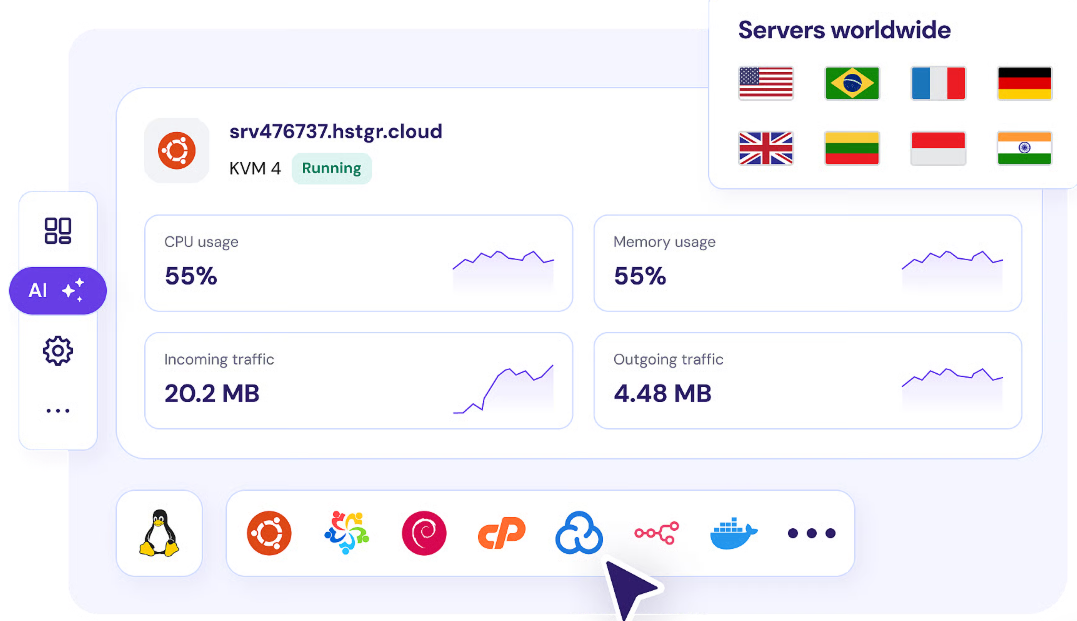 Servers worldwide
srv476737.hstgr.cloud
KVM 4 Running
CPU usage
55%
Memory usage
55%
AI
Incoming traffic
20.2 MB
Outgoing traffic
4.48 MB
cP